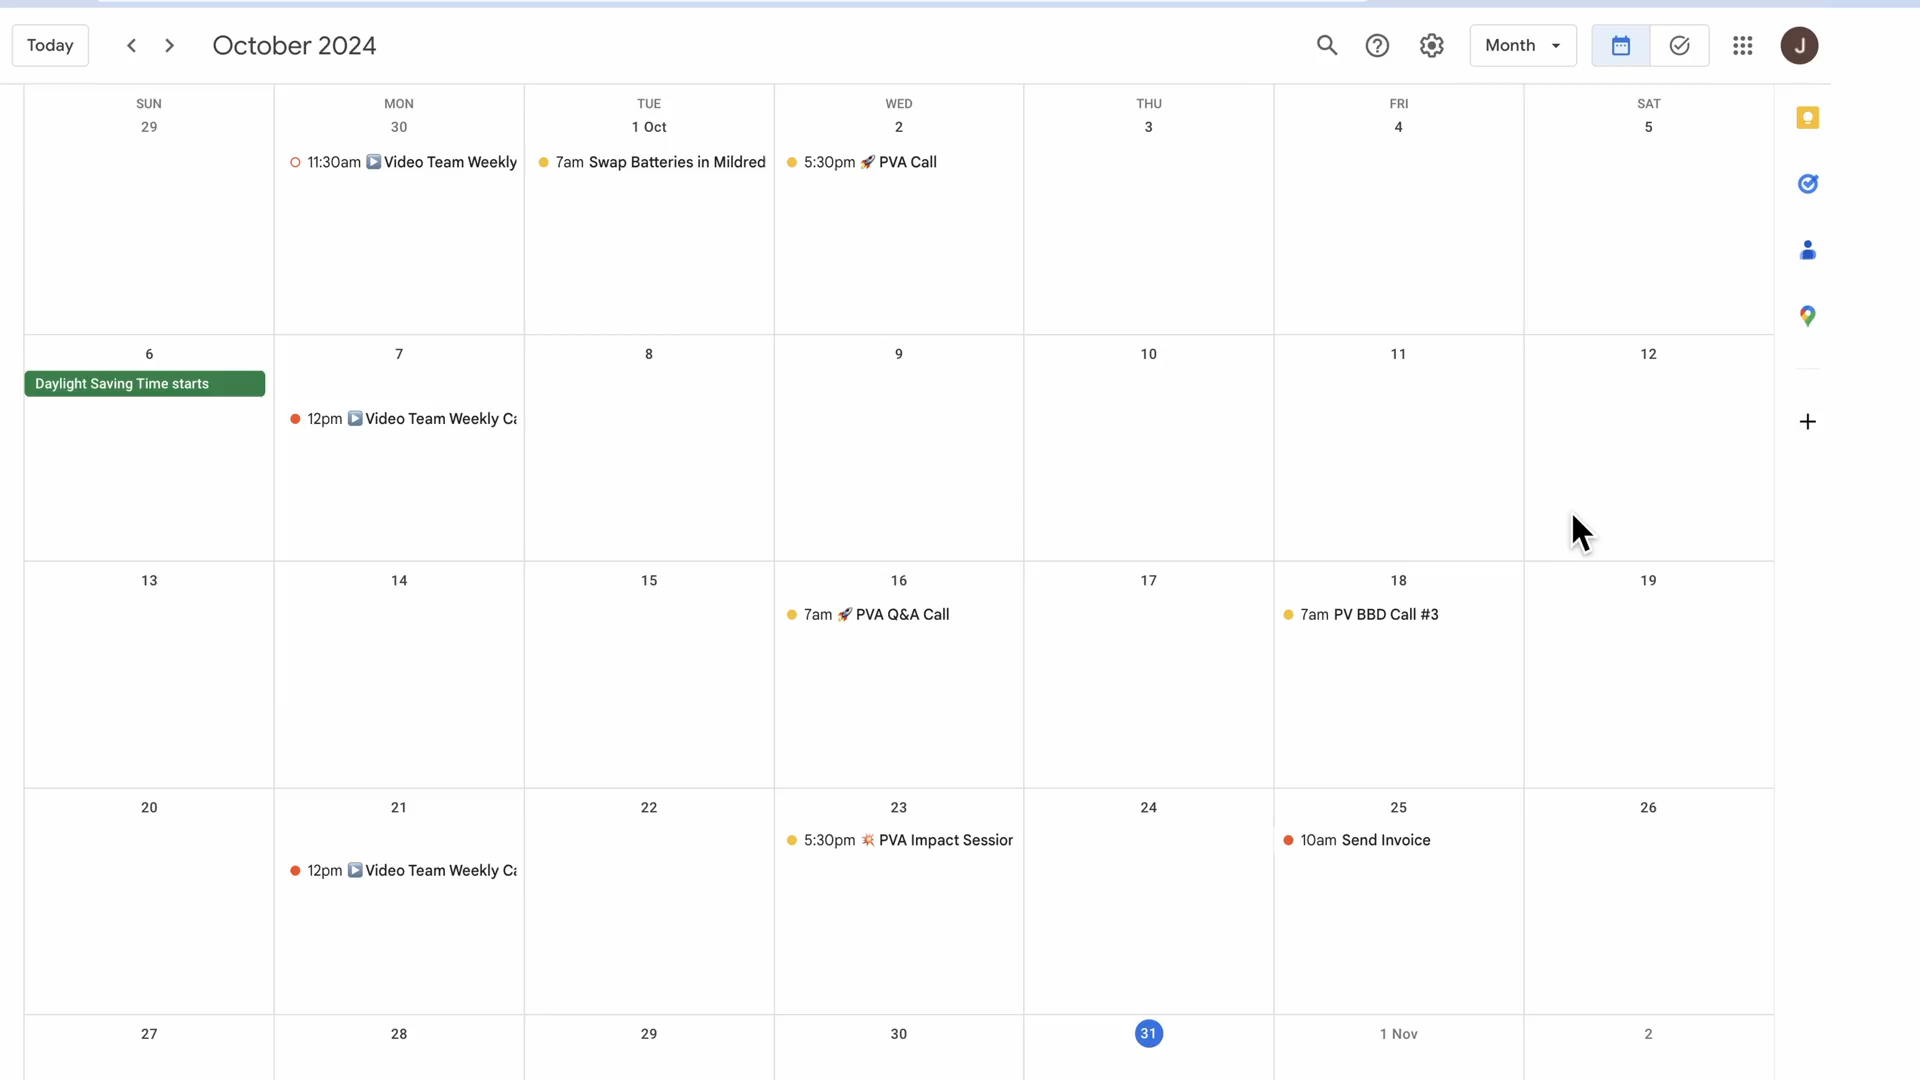 Today
October 2024
Month
J
SUN MON TUE WED THU FRI SAT
29 30 1 Oct 2 3 4 5
11:30am Video Team Weekly
7am Swap Batteries in Mildred
5:30pm 🚀 PVA Call
6 7 8 9 10 11 12
Daylight Saving Time starts
12pm Video Team Weekly Ca
13 14 15 16 17 18 19
7am 🚀 PVA Q&A Call
7am PV BBD Call #3
20 21 22 23 24 25 26
5:30pm 💥 PVA Impact Session
10am Send Invoice
12pm Video Team Weekly Ca
27 28 29 30 31 1 Nov 2